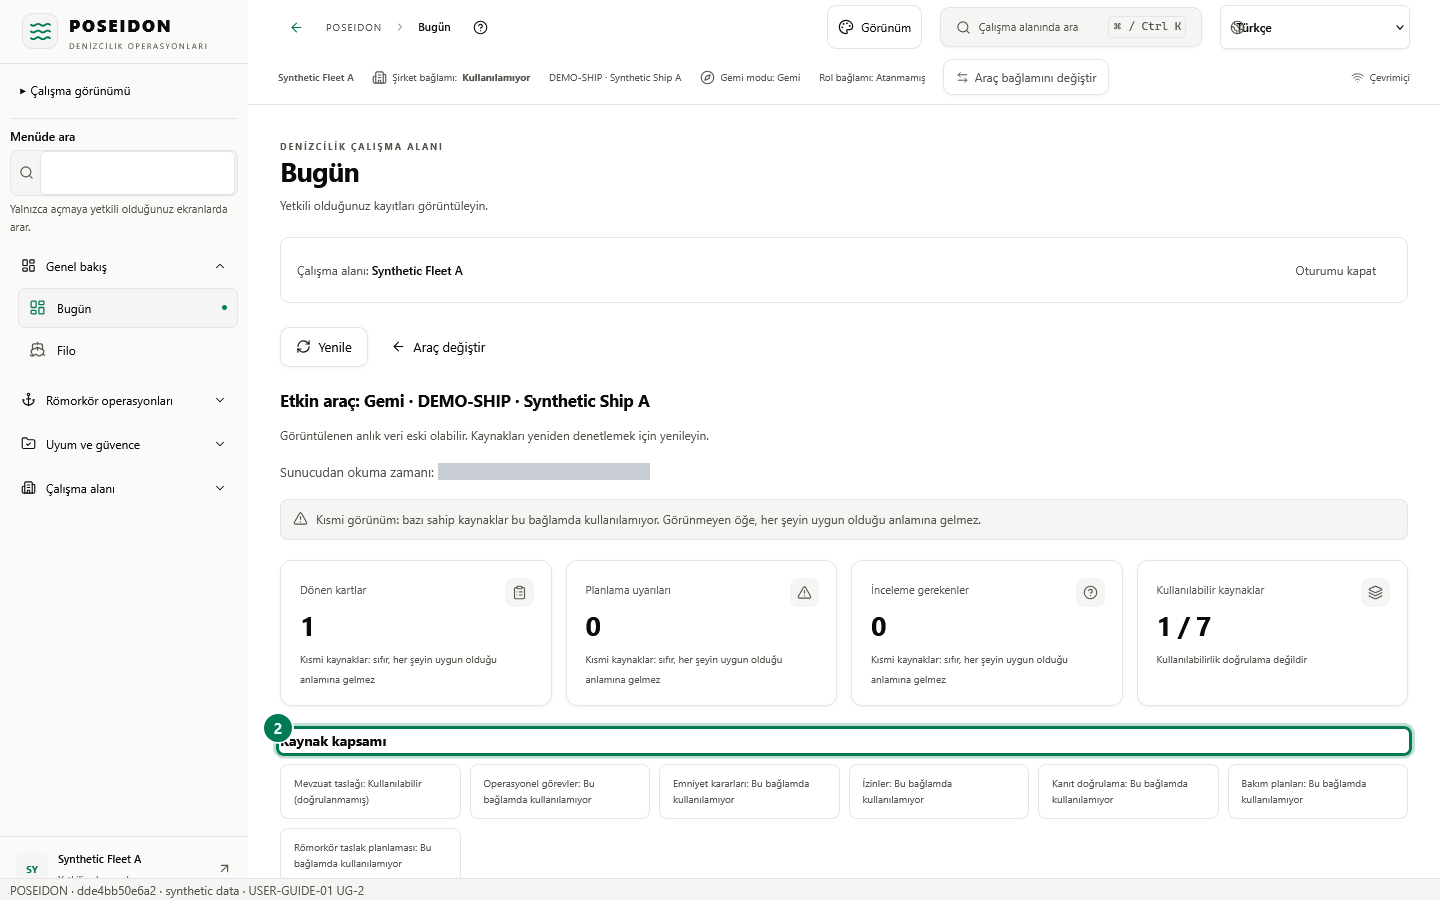 POSEIDON
DENİZCİLİK OPERASYONLARI
Çalışma görünümü
Menüde ara
Yalnızca açmaya yetkili olduğunuz ekranlarda
arar.
Genel bakış
Bugün
Filo
Römorkör operasyonları
Uyum ve güvence
Çalışma alanı
SY
Synthetic Fleet A
POSEIDON
Bugün
Görünüm
Çalışma alanında ara
⌘ / Ctrl K
Türkçe
Synthetic Fleet A
Şirket bağlamı: Kullanılamıyor
DEMO-SHIP · Synthetic Ship A
Gemi modu: Gemi
Rol bağlamı: Atanmamış
Araç bağlamını değiştir
Çevrimiçi
DENİZCİLİK ÇALIŞMA ALANI
Bugün
Yetkili olduğunuz kayıtları görüntüleyin.
Çalışma alanı: Synthetic Fleet A
Oturumu kapat
Yenile
Araç değiştir
Etkin araç: Gemi · DEMO-SHIP · Synthetic Ship A
Görüntülenen anlık veri eski olabilir. Kaynakları yeniden denetlemek için yenileyin.
Sunucudan okuma zamanı:
Kısmi görünüm: bazı sahip kaynaklar bu bağlamda kullanılamıyor. Görünmeyen öğe, her şeyin uygun olduğu anlamına gelmez.
Dönen kartlar
1
Kısmi kaynaklar: sıfır, her şeyin uygun olduğu
anlamına gelmez
Planlama uyarıları
0
Kısmi kaynaklar: sıfır, her şeyin uygun olduğu
anlamına gelmez
İnceleme gerekenler
0
Kısmi kaynaklar: sıfır, her şeyin uygun olduğu
anlamına gelmez
Kullanılabilir kaynaklar
1 / 7
Kullanılabilirlik doğrulama değildir
2
Kaynak kapsamı
Mevzuat taslağı: Kullanılabilir
(doğrulanmamış)
Operasyonel görevler: Bu
bağlamda kullanılamıyor
Emniyet kararları: Bu bağlamda
kullanılamıyor
İzinler: Bu bağlamda
kullanılamıyor
Kanıt doğrulama: Bu bağlamda
kullanılamıyor
Bakım planları: Bu bağlamda
kullanılamıyor
Römorkör taslak planlaması: Bu
bağlamda kullanılamıyor
POSEIDON · dde4bb50e6a2 · synthetic data · USER-GUIDE-01 UG-2